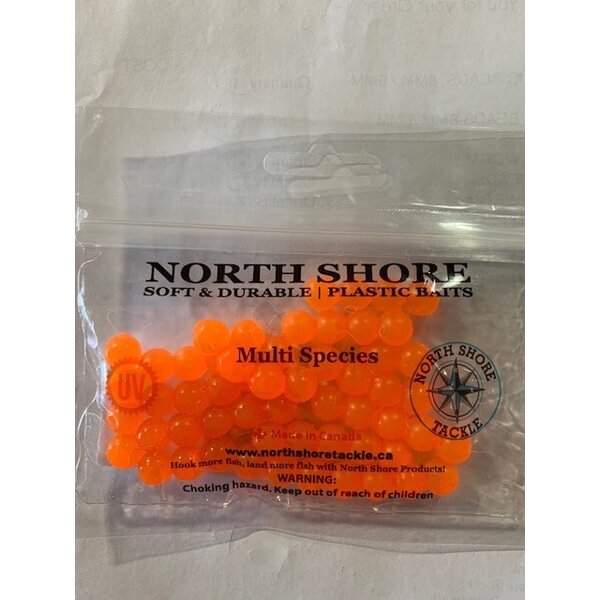 NORTH SHORE
SOFT & DURABLE | PLASTIC BAITS
Multi Species
UV
NORTH SHORE
TACKLE
Made in Canada
www.northshoretackle.ca
Hook more fish, land more fish with North Shore Products!
WARNING:
Choking hazard. Keep out of reach of children